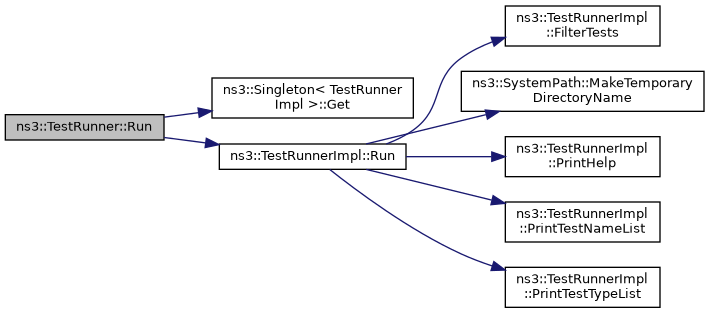 ns3::TestRunner::Run
ns3::Singleton< TestRunner
Impl >::Get
ns3::TestRunnerImpl::Run
ns3::TestRunnerImpl
::FilterTests
ns3::SystemPath::MakeTemporary
DirectoryName
ns3::TestRunnerImpl
::PrintHelp
ns3::TestRunnerImpl
::PrintTestNameList
ns3::TestRunnerImpl
::PrintTestTypeList